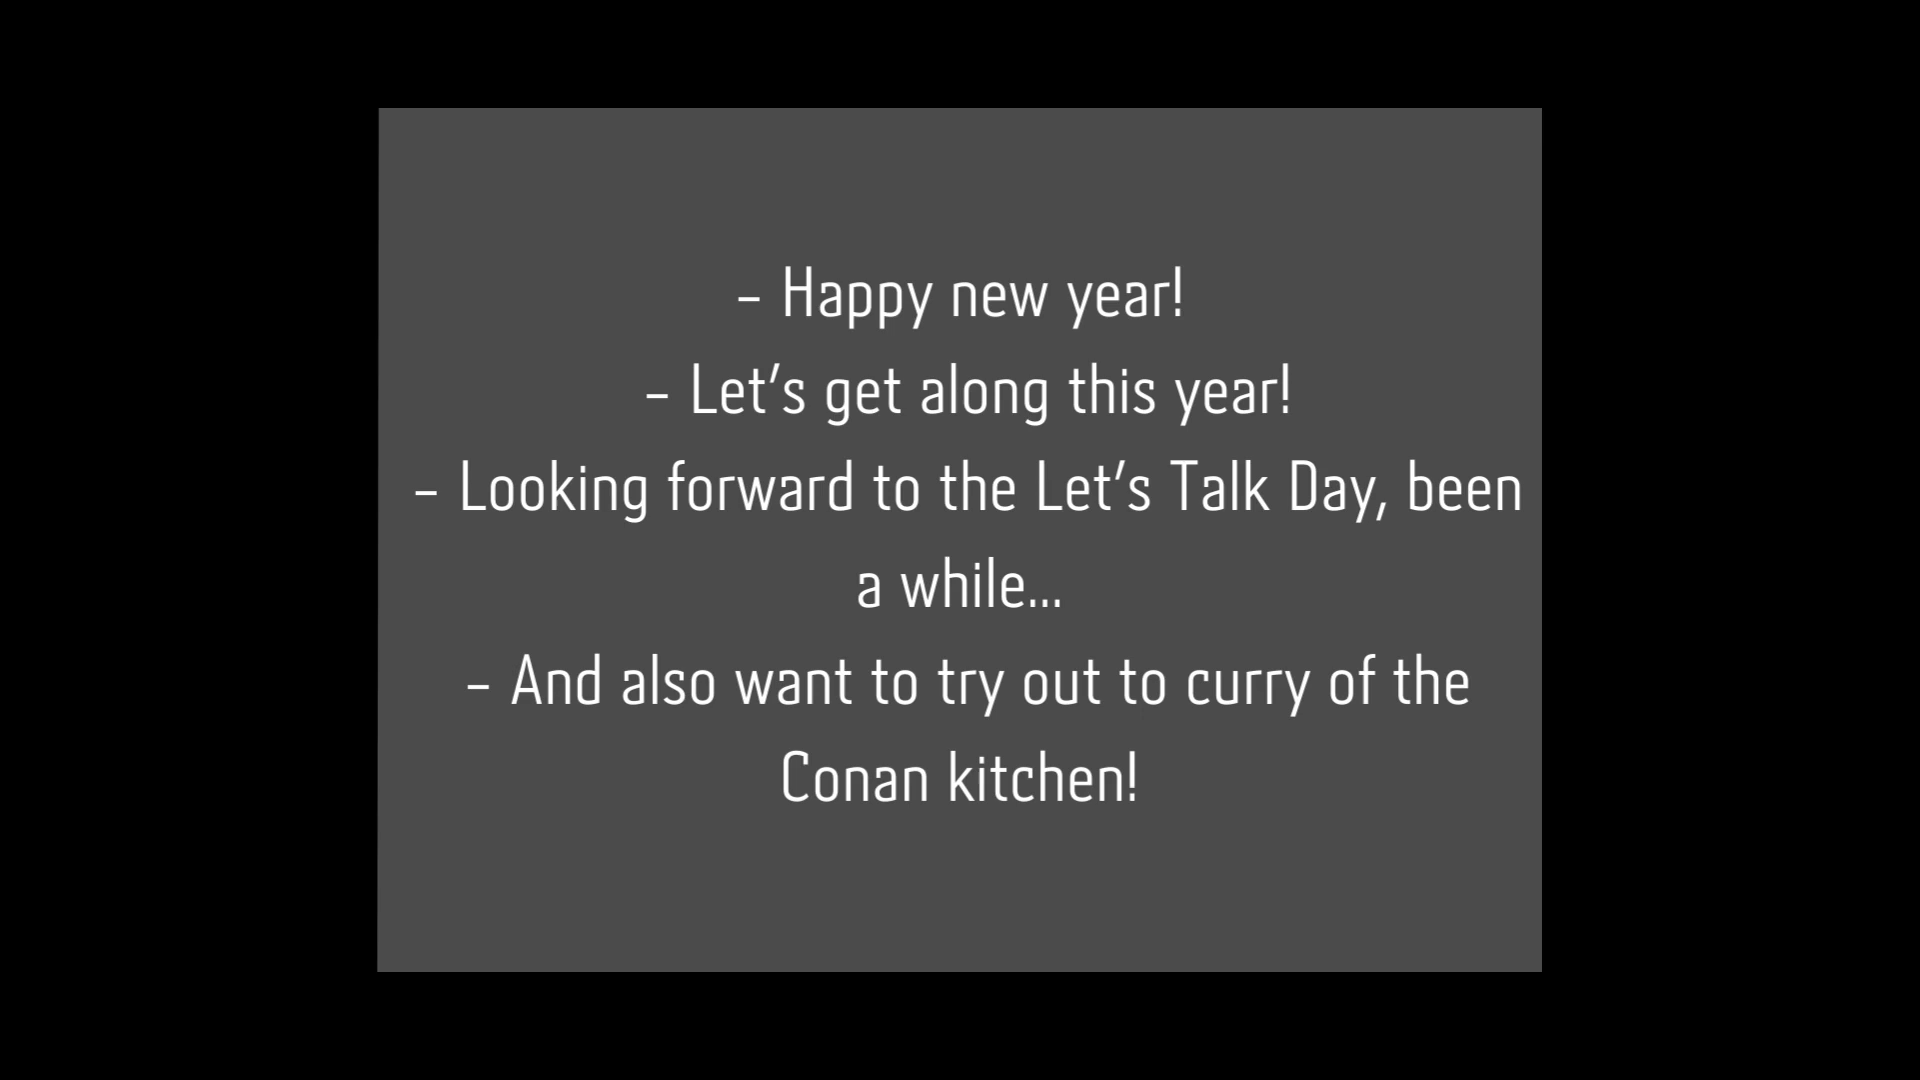 - Happy new year!
- Let's get along this year!
- Looking forward to the Let's Talk Day, been
a while...
- And also want to try out to curry of the
Conan kitchen!